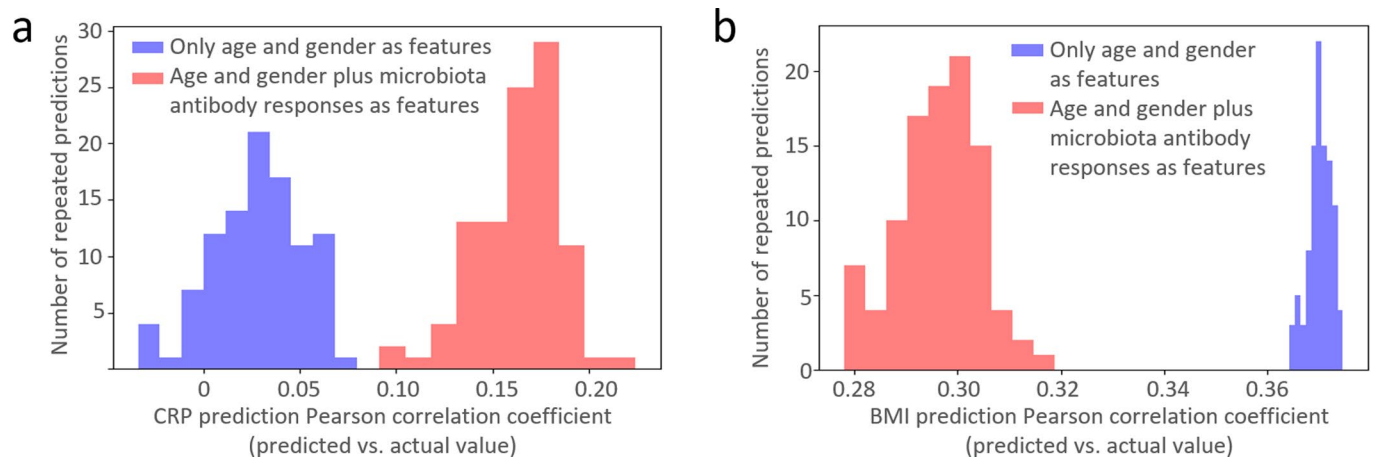 a
Number of repeated predictions
30
25
20
15
10
5
Only age and gender as features
Age and gender plus microbiota
antibody responses as features
0 0.05 0.10 0.15 0.20
CRP prediction Pearson correlation coefficient
(predicted vs. actual value)
b
Number of repeated predictions
20
15
10
5
0
Only age and gender
as features
Age and gender plus
microbiota antibody
responses as features
0.28 0.30 0.32 0.34 0.36
BMI prediction Pearson correlation coefficient
(predicted vs. actual value)